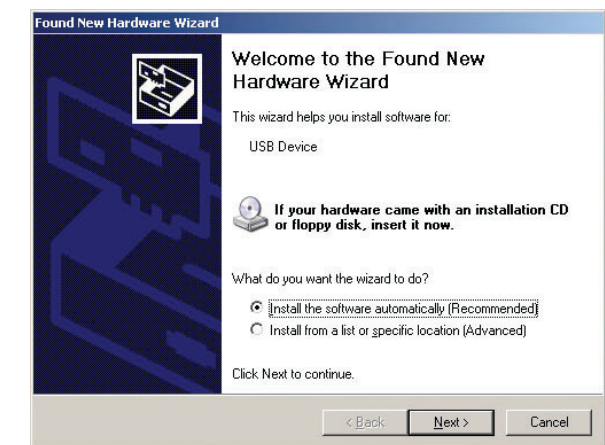 Found New Hardware Wizard
Welcome to the Found New
Hardware Wizard
This wizard helps you install software for:
USB Device
If your hardware came with an installation CD
or floppy disk, insert it now.
What do you want the wizard to do?
Install the software automatically (Recommended)
Install from a list or specific location (Advanced)
Click Next to continue.
< Back Next > Cancel